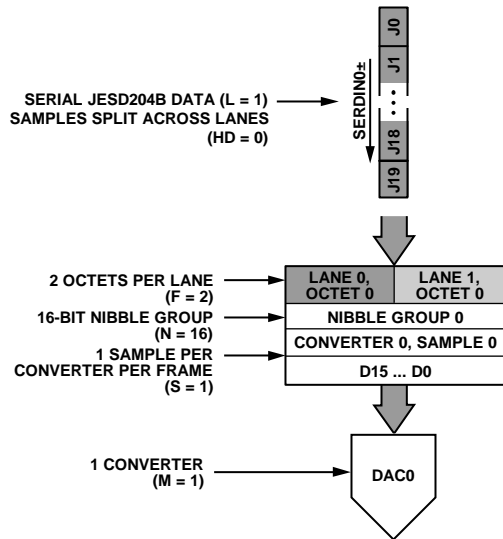 J0
J1
SERDIN0±
SERIAL JESD204B DATA (L = 1)
SAMPLES SPLIT ACROSS LANES
(HD = 0)
J18
J19
2 OCTETS PER LANE
(F = 2)
LANE 0,
OCTET 0
LANE 1,
OCTET 0
16-BIT NIBBLE GROUP
(N = 16)
NIBBLE GROUP 0
1 SAMPLE PER
CONVERTER PER FRAME
(S = 1)
CONVERTER 0, SAMPLE 0
D15 ... D0
1 CONVERTER
(M = 1)
DAC0